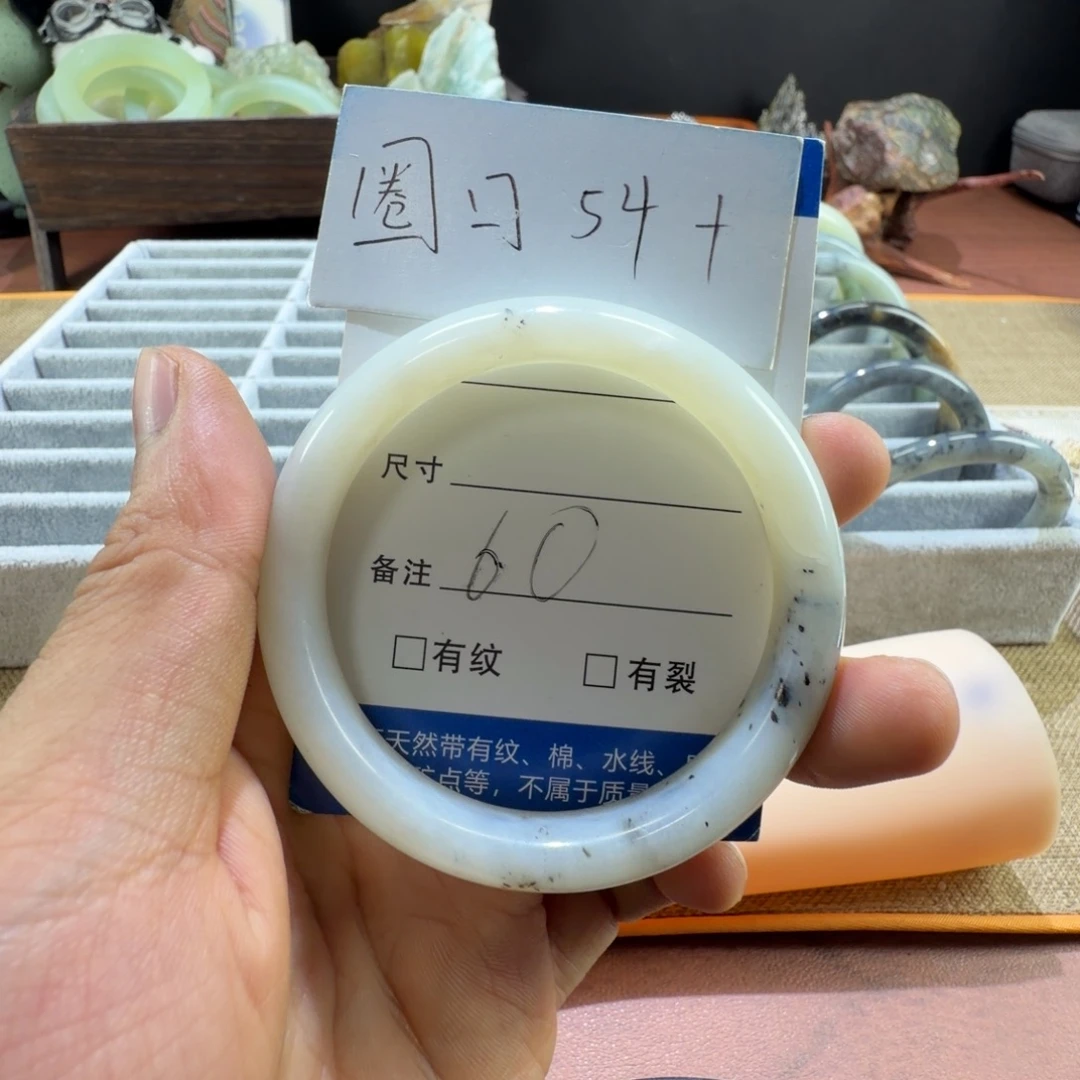 圈口 54+
尺寸
备注 60
□有纹 □有裂
天然带有纹、棉、水线、
矿点等，不属于质量